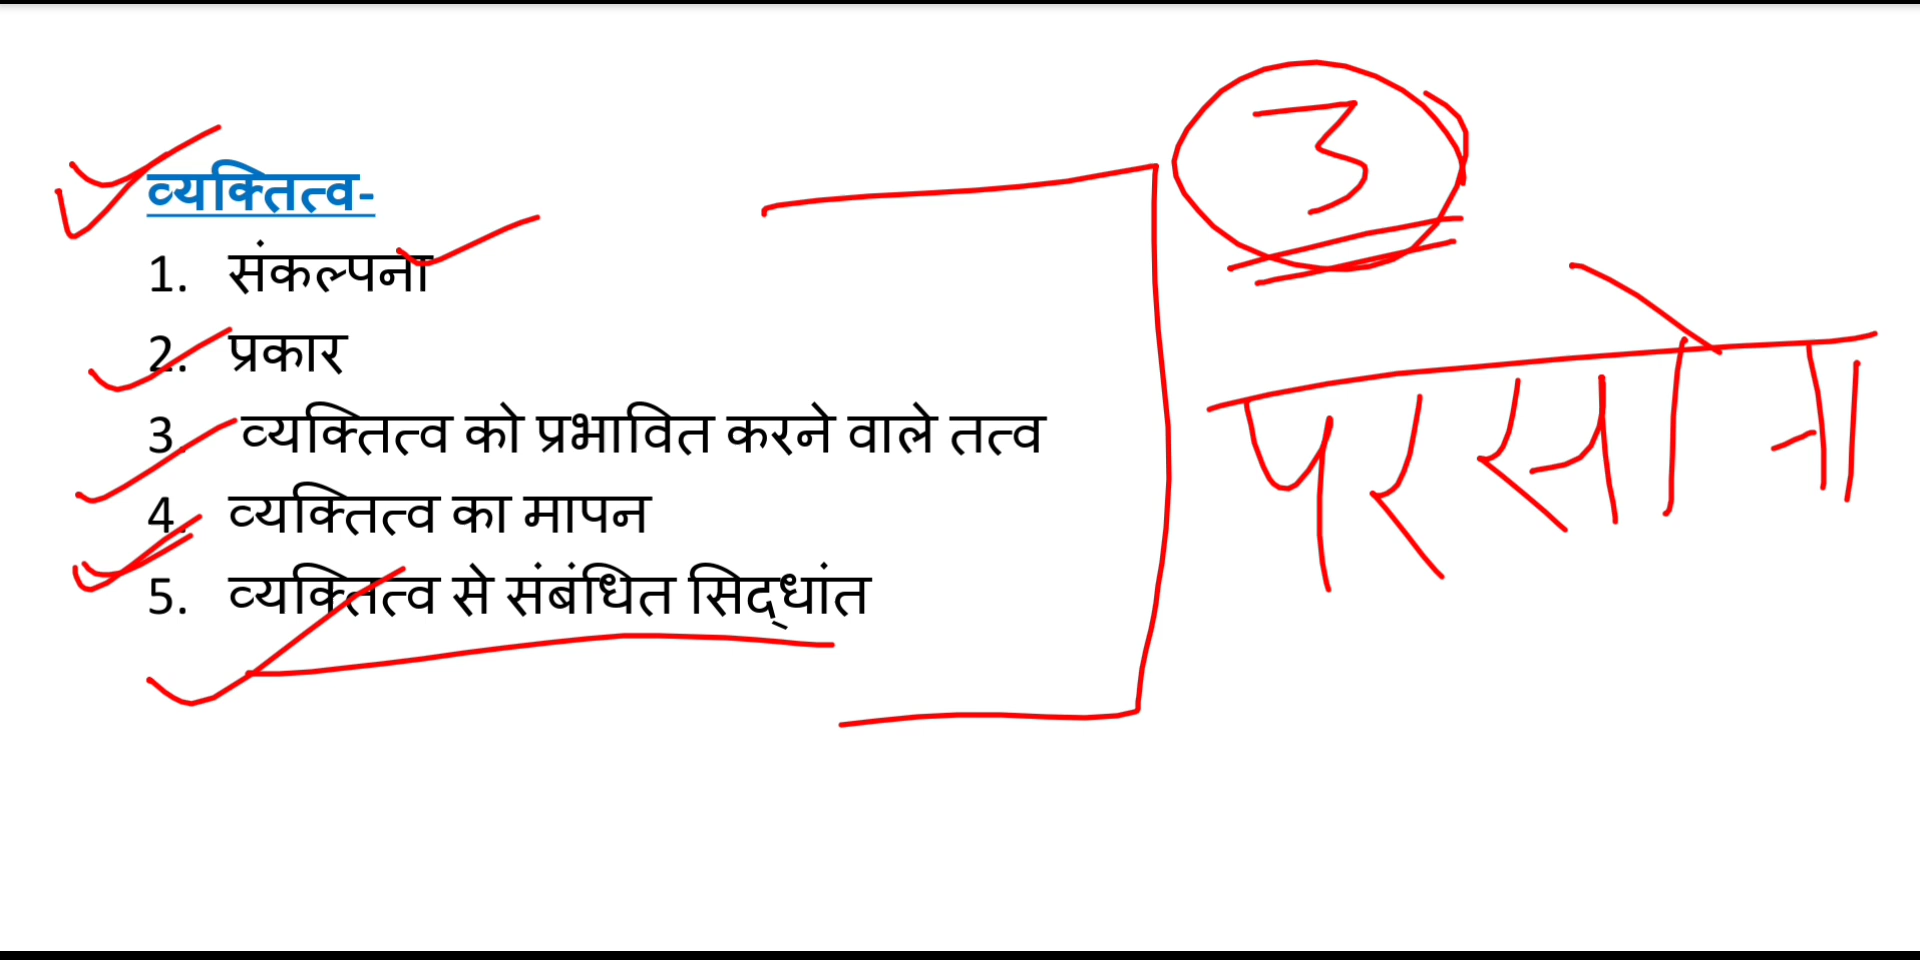 व्यक्तित्व-
1. संकल्पना
2. प्रकार
3. व्यक्तित्व को प्रभावित करने वाले तत्व
4. व्यक्तित्व का मापन
5. व्यक्तित्व से संबंधित सिद्धांत
3
परसोना